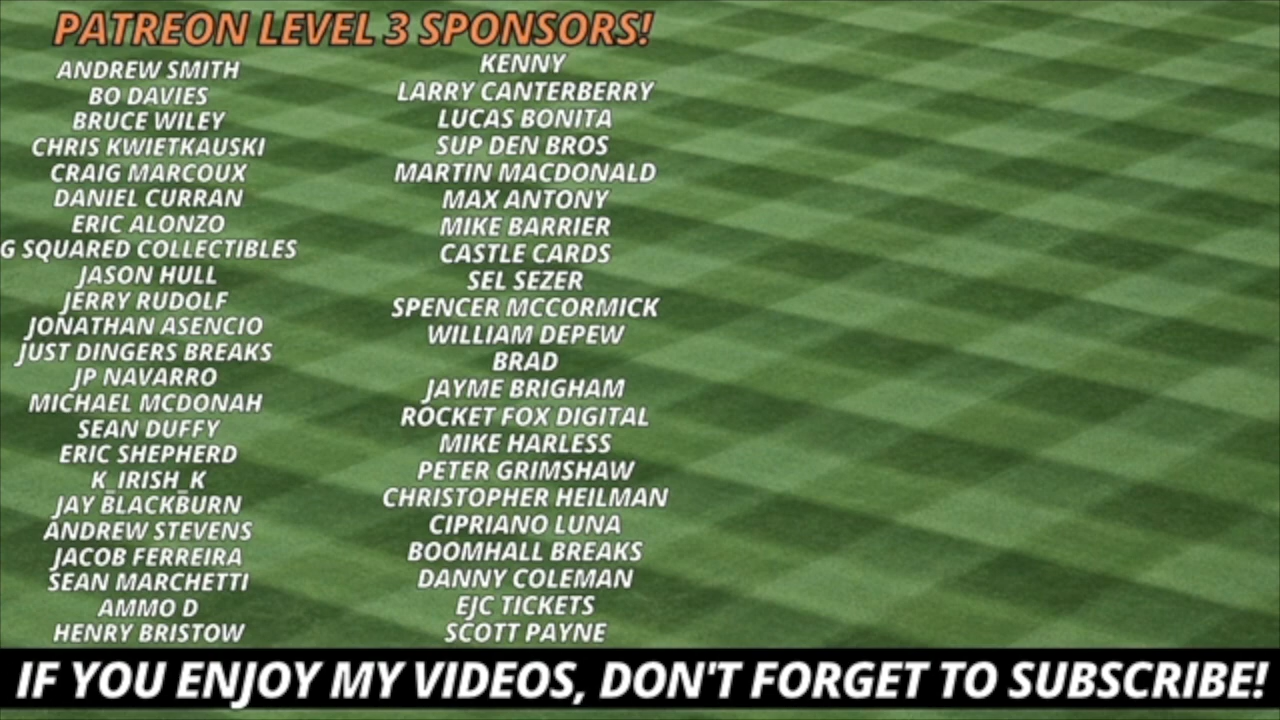 PATREON LEVEL 3 SPONSORS!
ANDREW SMITH
BO DAVIES
BRUCE WILEY
CHRIS KWIETKAUSKI
CRAIG MARCOUX
DANIEL CURRAN
ERIC ALONZO
G SQUARED COLLECTIBLES
JASON HULL
JERRY RUDOLF
JONATHAN ASENCIO
JUST DINGERS BREAKS
JP NAVARRO
MICHAEL MCDONAH
SEAN DUFFY
ERIC SHEPHERD
K_IRISH_K
JAY BLACKBURN
ANDREW STEVENS
JACOB FERREIRA
SEAN MARCHETTI
AMMO D
HENRY BRISTOW
KENNY
LARRY CANTERBERRY
LUCAS BONITA
SUP DEN BROS
MARTIN MACDONALD
MAX ANTONY
MIKE BARRIER
CASTLE CARDS
SEL SEZER
SPENCER MCCORMICK
WILLIAM DEPEW
BRAD
JAYME BRIGHAM
ROCKET FOX DIGITAL
MIKE HARLESS
PETER GRIMSHAW
CHRISTOPHER HEILMAN
CIPRIANO LUNA
BOOMHALL BREAKS
DANNY COLEMAN
EJC TICKETS
SCOTT PAYNE
IF YOU ENJOY MY VIDEOS, DON'T FORGET TO SUBSCRIBE!